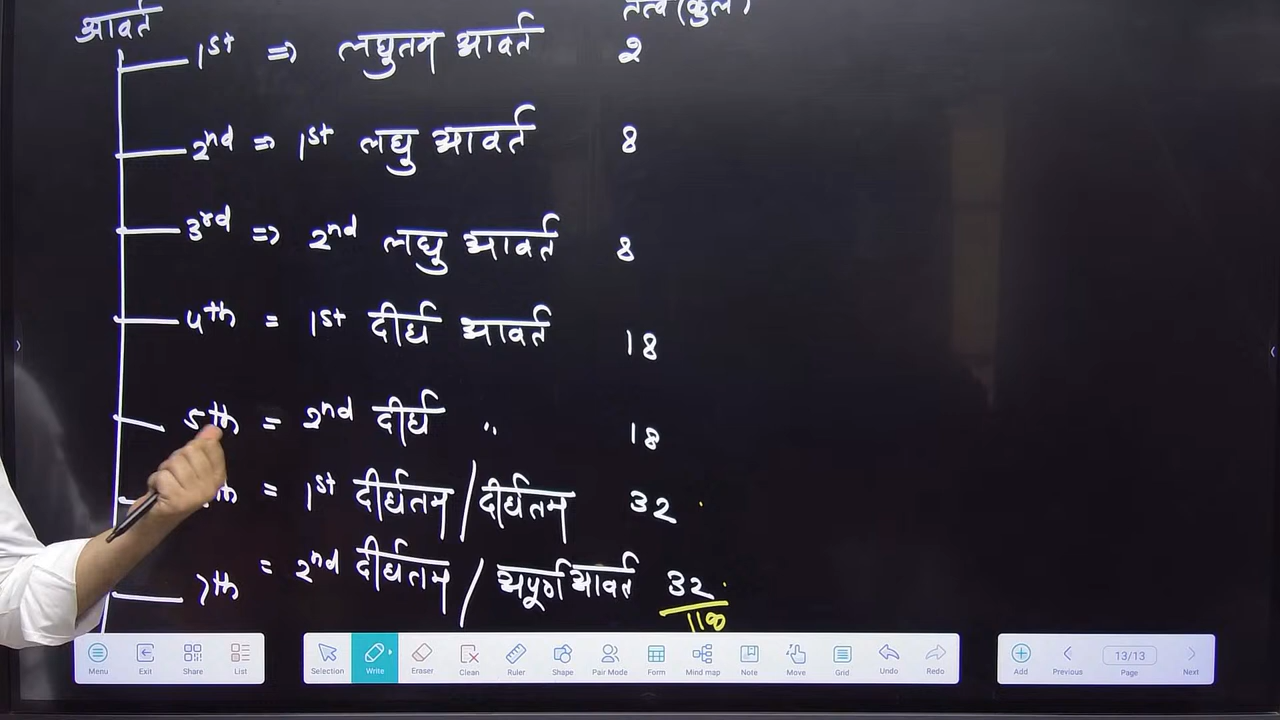 आवर्त तत्व (कुल)
1st ⇒ लघुतम आवर्त 2
2nd ⇒ 1st लघु आवर्त 8
3rd ⇒ 2nd लघु आवर्त 8
4th = 1st दीर्घ आवर्त 18
5th = 2nd दीर्घ " 18
th = 1st दीर्घतम / दीर्घतम 32
7th = 2nd दीर्घतम / अपूर्ण आवर्त 32
118
Menu Exit Share List Selection Write Eraser Clean Ruler Shape Pair Mode Form Mind map Note Move Grid Undo Redo Add Previous 13/13 Page Next